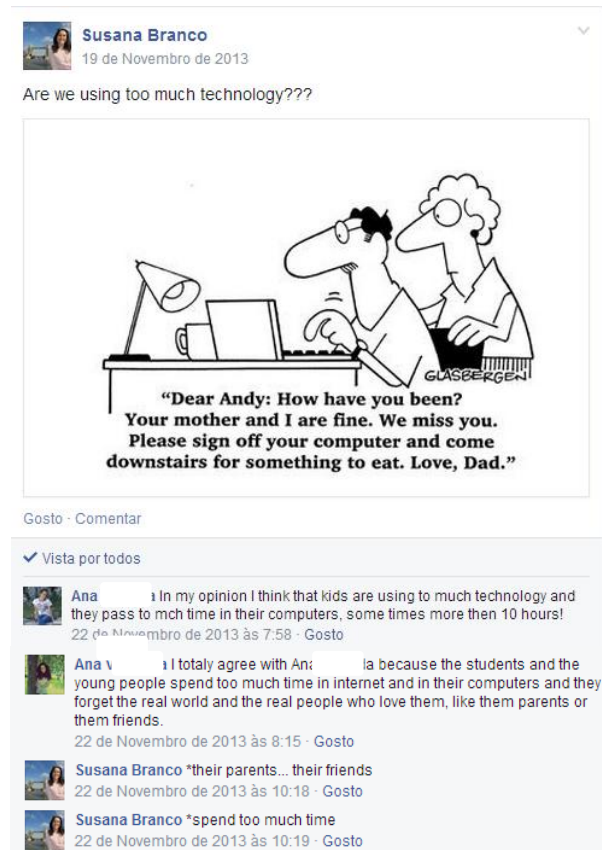 Susana Branco
19 de Novembro de 2013
Are we using too much technology???
GLASBERGEN
“Dear Andy: How have you been?
Your mother and I are fine. We miss you.
Please sign off your computer and come
downstairs for something to eat. Love, Dad.”
Gosto · Comentar
✓ Vista por todos
Ana a In my opinion I think that kids are using to much technology and
they pass to mch time in their computers, some times more then 10 hours!
22 de Novembro de 2013 às 7:58 · Gosto
Ana v a I totaly agree with Ana la because the students and the
young people spend too much time in internet and in their computers and they
forget the real world and the real people who love them, like them parents or
them friends.
22 de Novembro de 2013 às 8:15 · Gosto
Susana Branco *their parents... their friends
22 de Novembro de 2013 às 10:18 · Gosto
Susana Branco *spend too much time
22 de Novembro de 2013 às 10:19 · Gosto